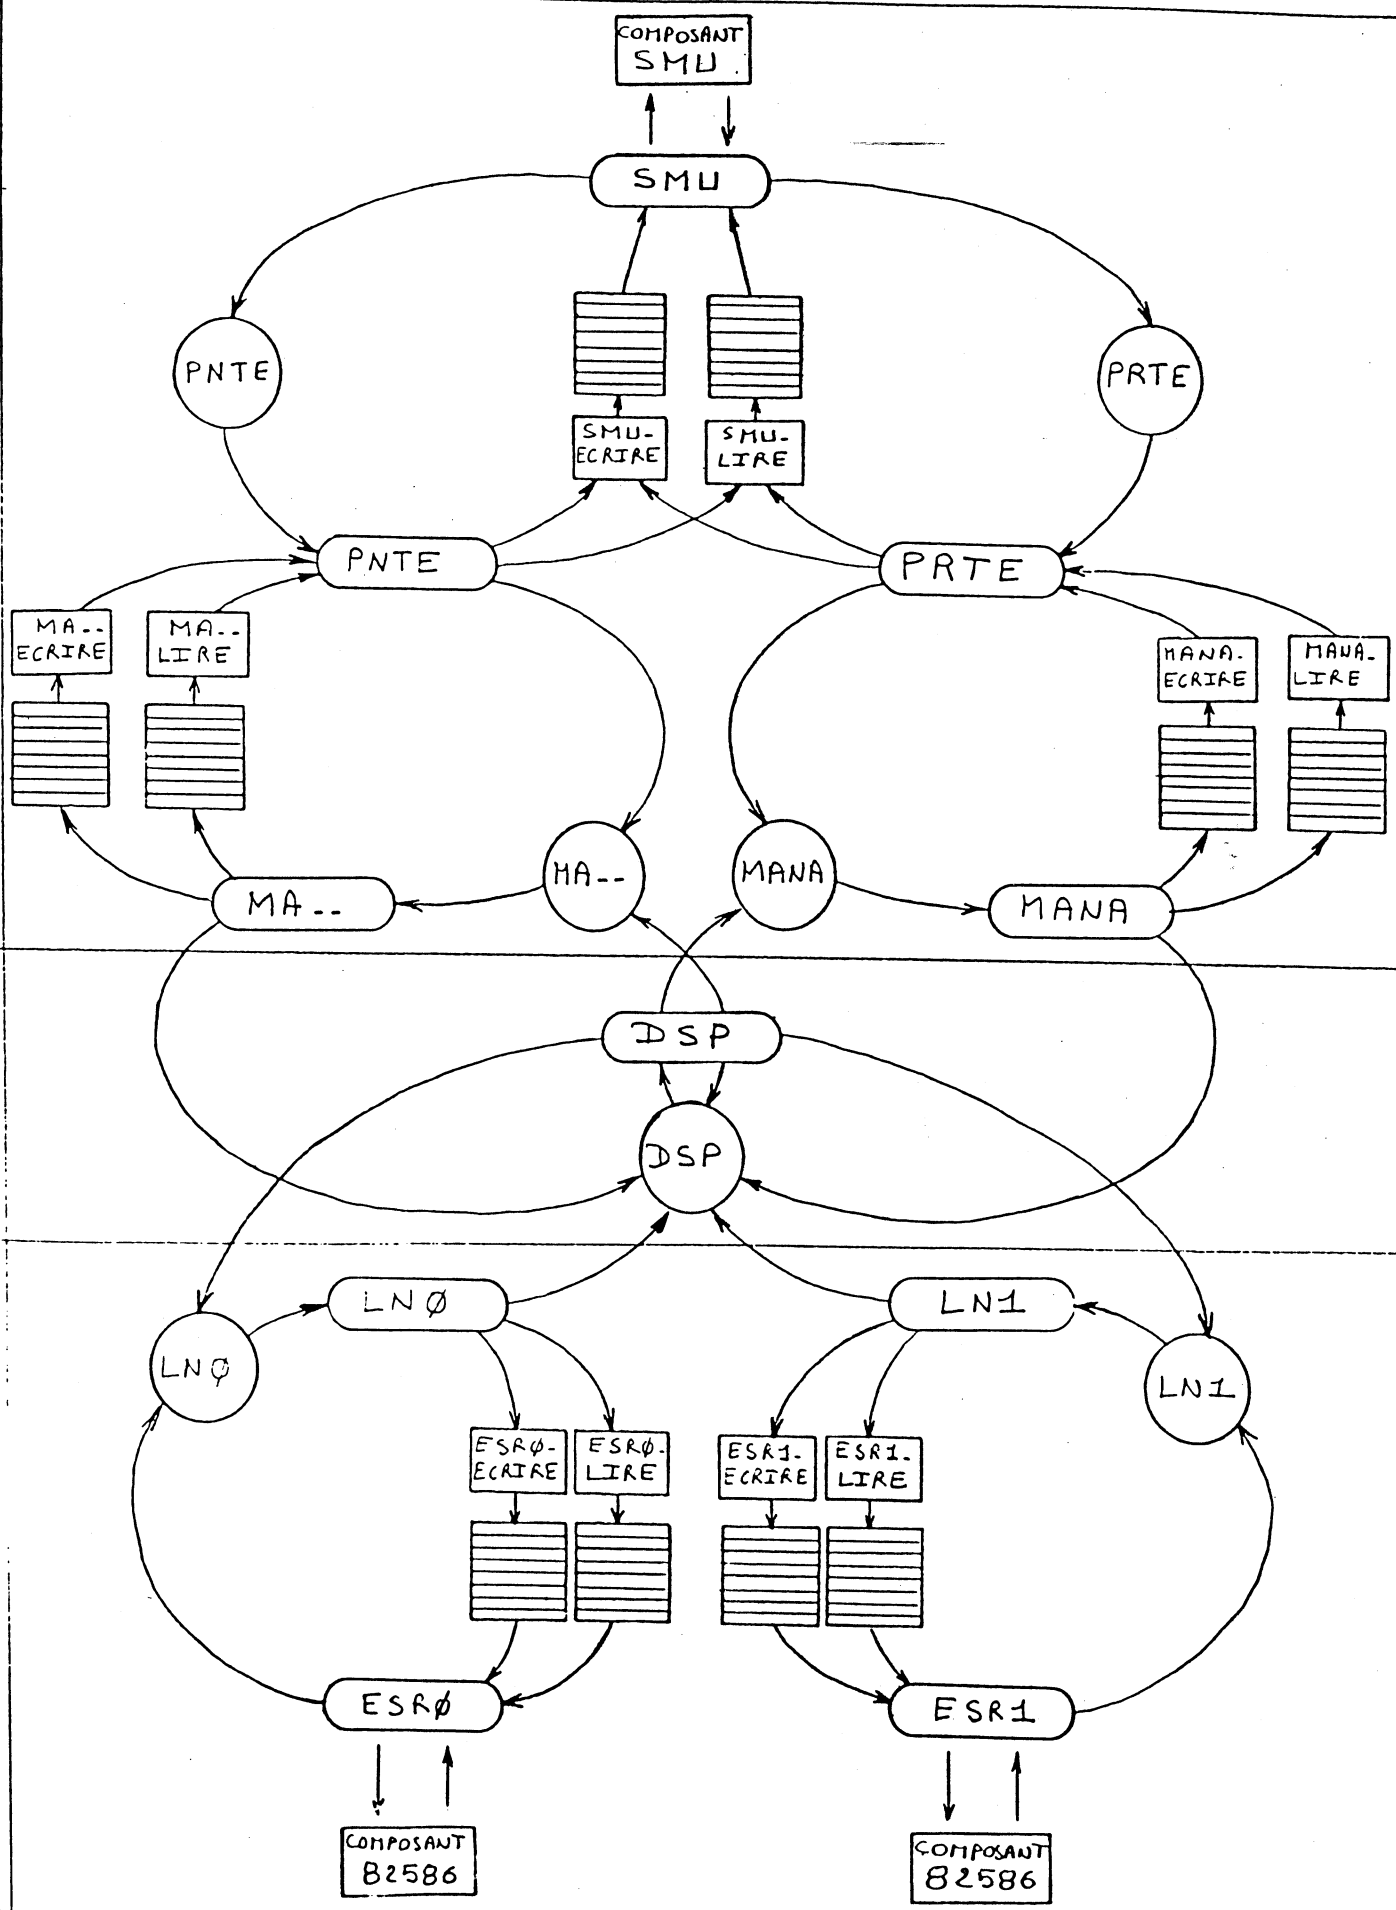 COMPOSANT
SMU
SMU
PNTE
PRTE
SMU-
ECRIRE
SMU-
LIRE
PNTE
PRTE
MA--
ECRIRE
MA--
LIRE
MANA-
ECRIRE
MANA-
LIRE
MA--
MA--
MANA
MANA
DSP
DSP
LNØ
LN1
LNØ
LN1
ESRØ-
ECRIRE
ESRØ-
LIRE
ESR1-
ECRIRE
ESR1-
LIRE
ESRØ
ESR1
COMPOSANT
82586
COMPOSANT
82586